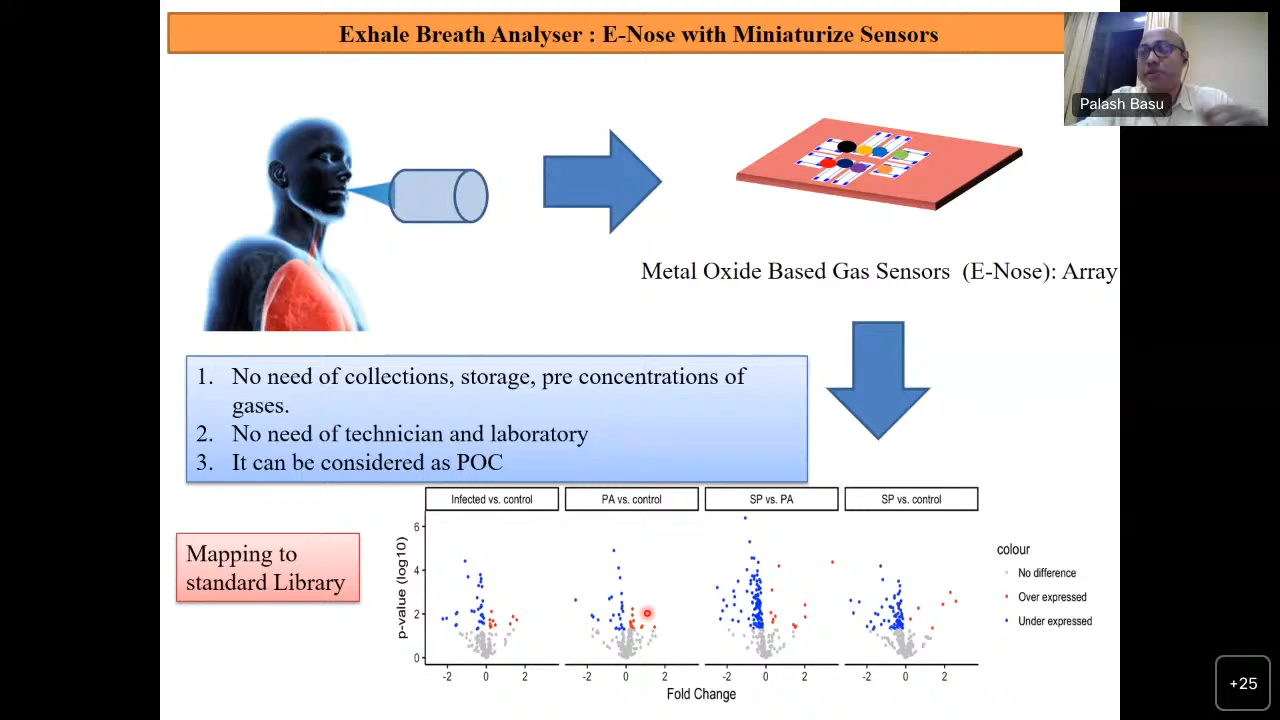 Exhale Breath Analyser : E-Nose with Miniaturize Sensors
Palash Basu
Metal Oxide Based Gas Sensors (E-Nose): Array
1. No need of collections, storage, pre concentrations of
gases.
2. No need of technician and laboratory
3. It can be considered as POC
Mapping to
standard Library
Infected vs. control
PA vs. control
SP vs. PA
SP vs. control
p-value (log10)
6
4
2
0
-2 0 2
-2 0 2
-2 0 2
-2 0 2
Fold Change
colour
No difference
Over expressed
Under expressed
+25